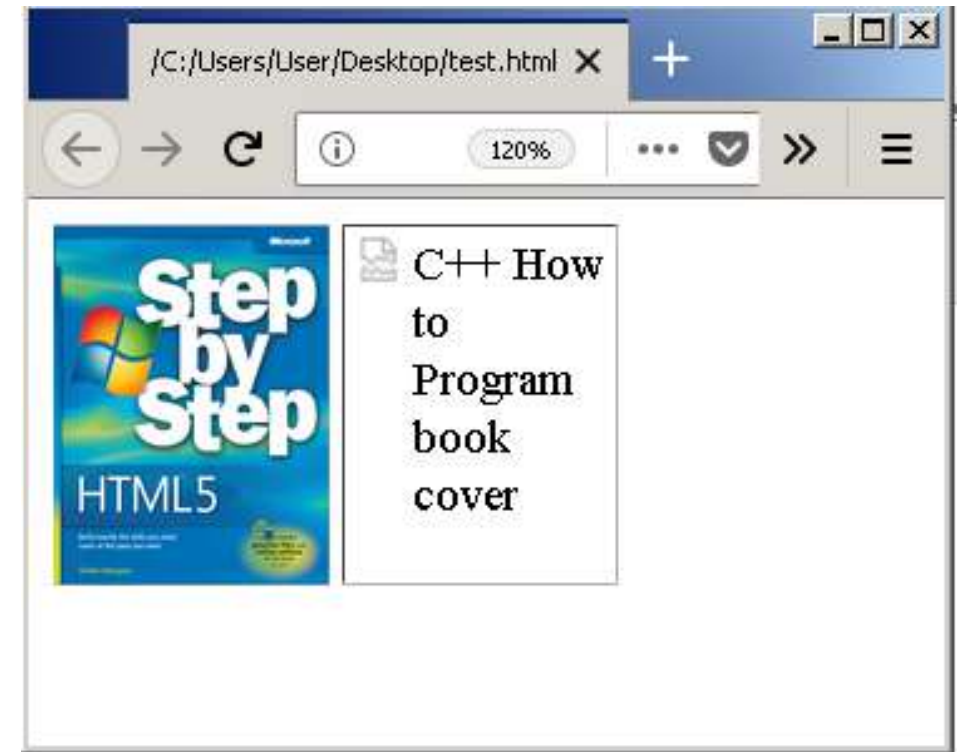 /C:/Users/User/Desktop/test.html
120%
Microsoft
Step
by
Step
HTML5
C++ How
to
Program
book
cover